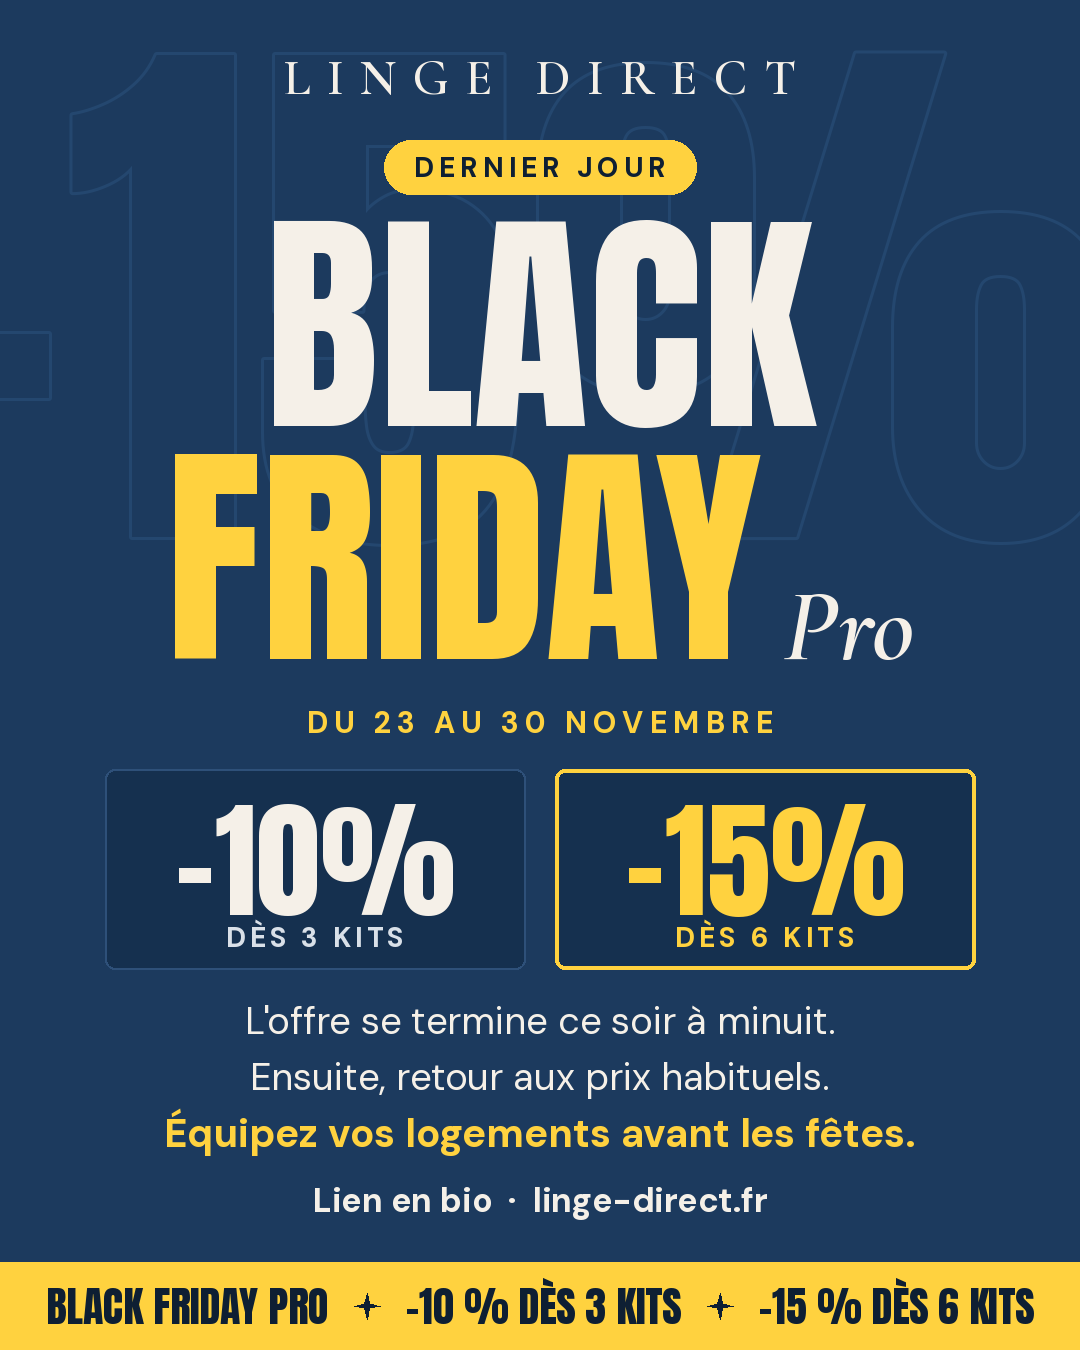 LINGE DIRECT
DERNIER JOUR
BLACK
FRIDAY Pro
DU 23 AU 30 NOVEMBRE
-10%
DÈS 3 KITS
-15%
DÈS 6 KITS
L'offre se termine ce soir à minuit.
Ensuite, retour aux prix habituels.
Équipez vos logements avant les fêtes.
Lien en bio · linge-direct.fr
BLACK FRIDAY PRO ✦ -10 % DÈS 3 KITS ✦ -15 % DÈS 6 KITS
-15%